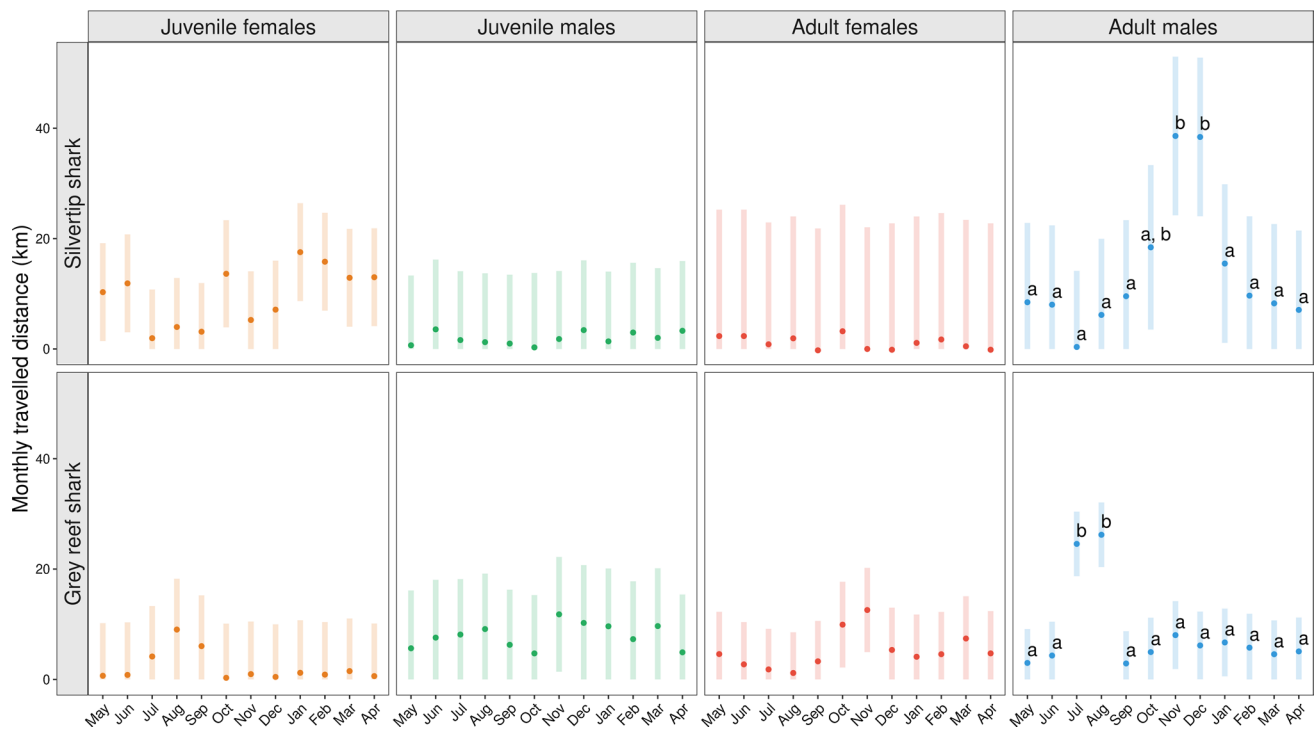 Juvenile females
Juvenile males
Adult females
Adult males
Monthly travelled distance (km)
Silvertip shark
40
20
0
a
a
a
a
a
a, b
b
b
a
a
a
a
Grey reef shark
40
20
0
a
a
b
b
a
a
a
a
a
a
a
a
May Jun Jul Aug Sep Oct Nov Dec Jan Feb Mar Apr
May Jun Jul Aug Sep Oct Nov Dec Jan Feb Mar Apr
May Jun Jul Aug Sep Oct Nov Dec Jan Feb Mar Apr
May Jun Jul Aug Sep Oct Nov Dec Jan Feb Mar Apr